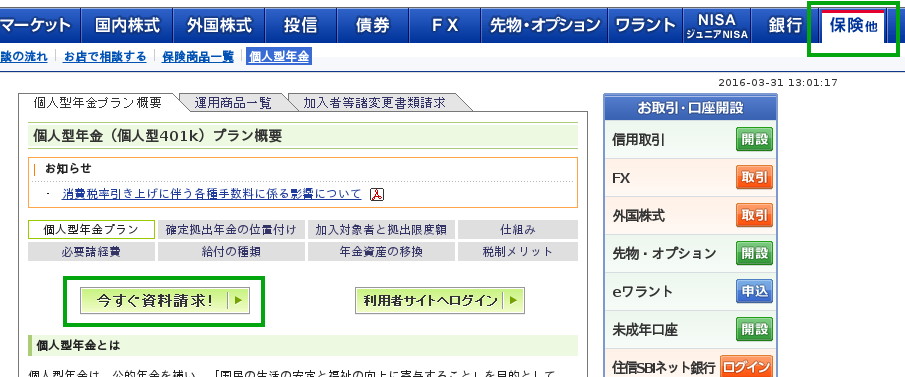 マーケット 国内株式 外国株式 投信 債券 FX 先物・オプション ワラント NISA ジュニアNISA 銀行 保険他
談の流れ お店で相談する 保険商品一覧 個人型年金
2016-03-31 13:01:17
個人型年金プラン概要 運用商品一覧 加入者等諸変更書類請求
個人型年金（個人型401k）プラン概要
お知らせ
・ 消費税率引き上げに伴う各種手数料に係る影響について
個人型年金プラン 確定拠出年金の位置付け 加入対象者と拠出限度額 仕組み
必要諸経費 給付の種類 年金資産の移換 税制メリット
今すぐ資料請求！ 利用者サイトへログイン
個人型年金とは
個人型年金は、公的年金を補い、「国民の生活の安定と福祉の向上に寄与すること」を目的として
お取引・口座開設
信用取引 開設
FX 取引
外国株式 取引
先物・オプション 開設
eワラント 申込
未成年口座 開設
住信SBIネット銀行 ログイン